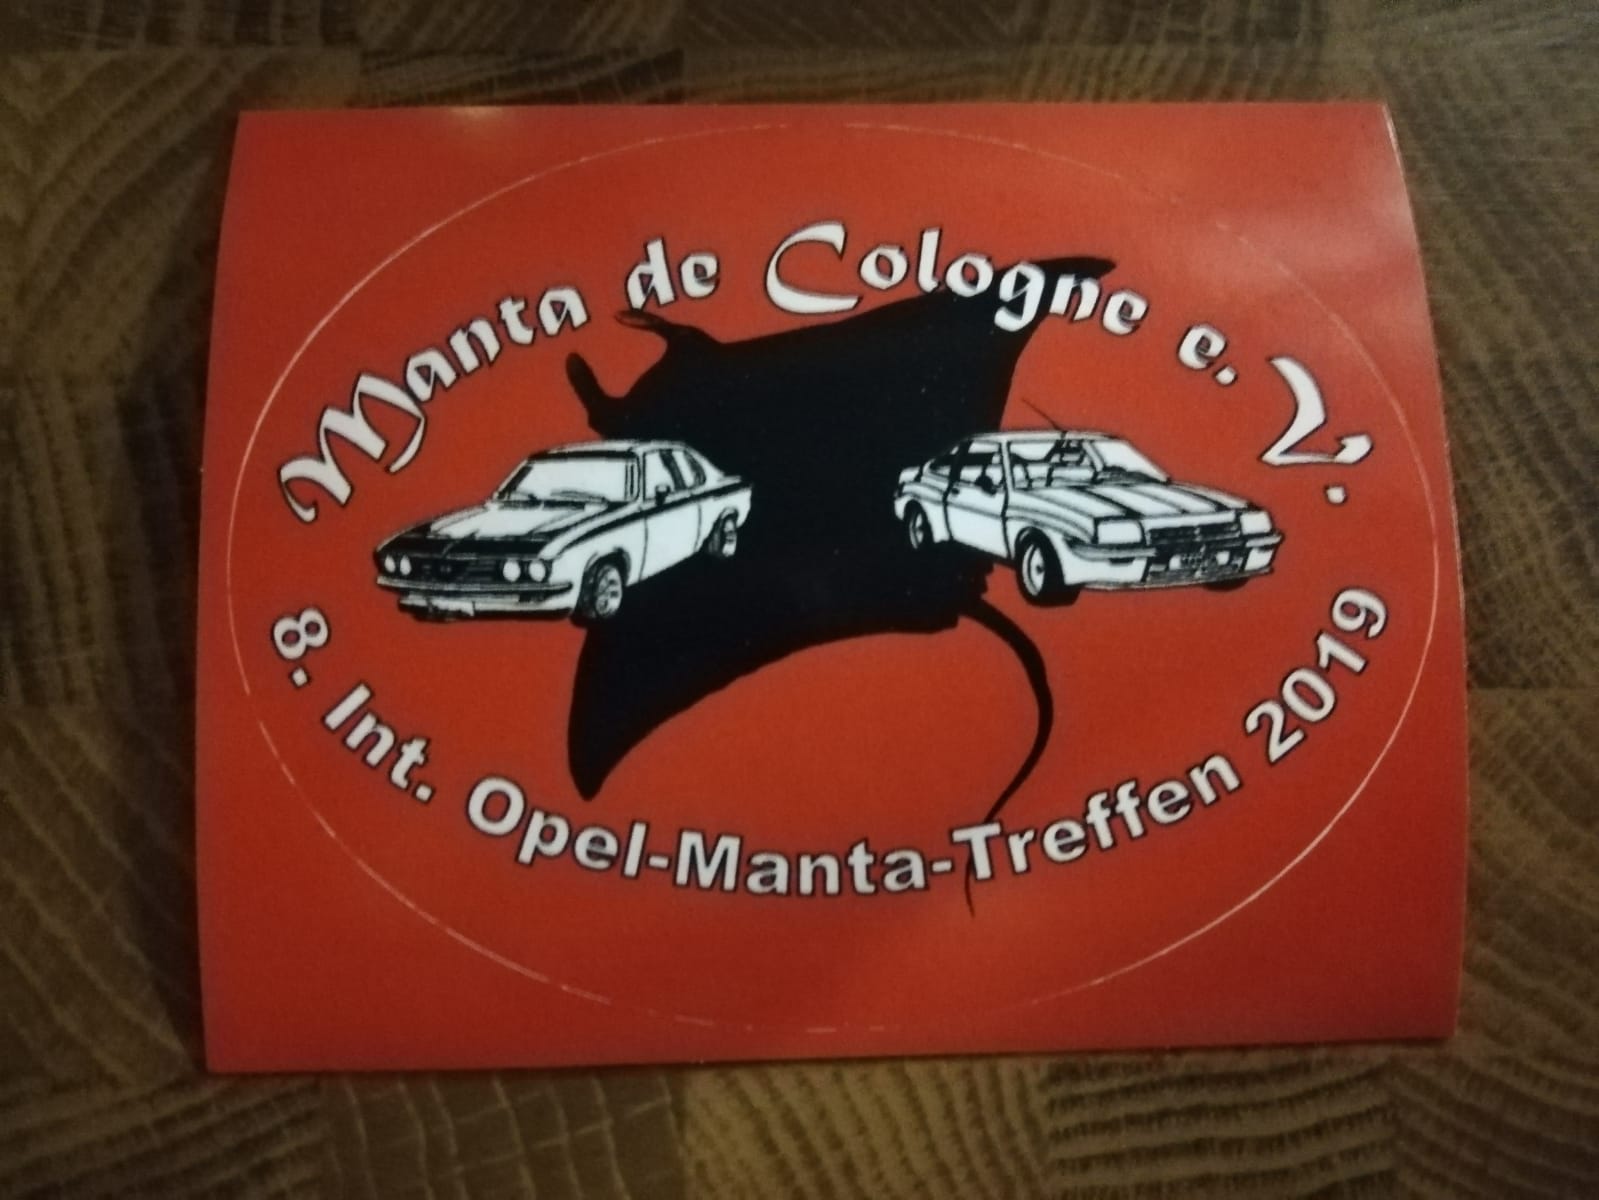 Manta de Cologne e. V.
8. Int. Opel-Manta-Treffen 2019